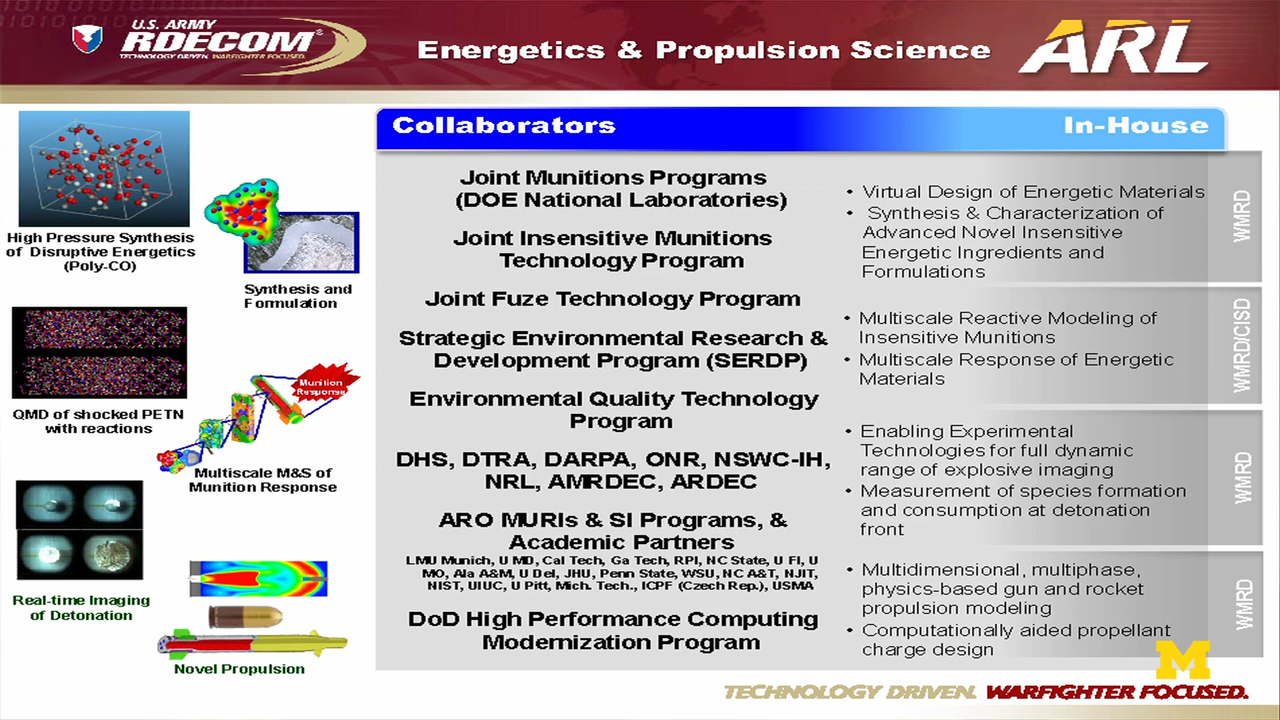 U.S. ARMY
RDECOM®
TECHNOLOGY DRIVEN. WARFIGHTER FOCUSED.
Energetics & Propulsion Science
ARL
High Pressure Synthesis
of Disruptive Energetics
(Poly-CO)
Synthesis and
Formulation
QMD of shocked PETN
with reactions
Munition
Response
Multiscale M&S of
Munition Response
Real-time Imaging
of Detonation
Novel Propulsion
Collaborators
Joint Munitions Programs
(DOE National Laboratories)
Joint Insensitive Munitions
Technology Program
Joint Fuze Technology Program
Strategic Environmental Research &
Development Program (SERDP)
Environmental Quality Technology
Program
DHS, DTRA, DARPA, ONR, NSWC-IH,
NRL, AMRDEC, ARDEC
ARO MURIs & SI Programs, &
Academic Partners
LMU Munich, U MD, Cal Tech, Ga Tech, RPI, NC State, U Fl, U
MO, Ala A&M, U Del, JHU, Penn State, WSU, NC A&T, NJIT,
NIST, UIUC, U Pitt, Mich. Tech., ICPF (Czech Rep.), USMA
DoD High Performance Computing
Modernization Program
In-House
• Virtual Design of Energetic Materials
• Synthesis & Characterization of
Advanced Novel Insensitive
Energetic Ingredients and
Formulations
WMRD
• Multiscale Reactive Modeling of
Insensitive Munitions
• Multiscale Response of Energetic
Materials
WMRD/CISD
• Enabling Experimental
Technologies for full dynamic
range of explosive imaging
• Measurement of species formation
and consumption at detonation
front
WMRD
• Multidimensional, multiphase,
physics-based gun and rocket
propulsion modeling
• Computationally aided propellant
charge design
WMRD
M
TECHNOLOGY DRIVEN. WARFIGHTER FOCUSED.